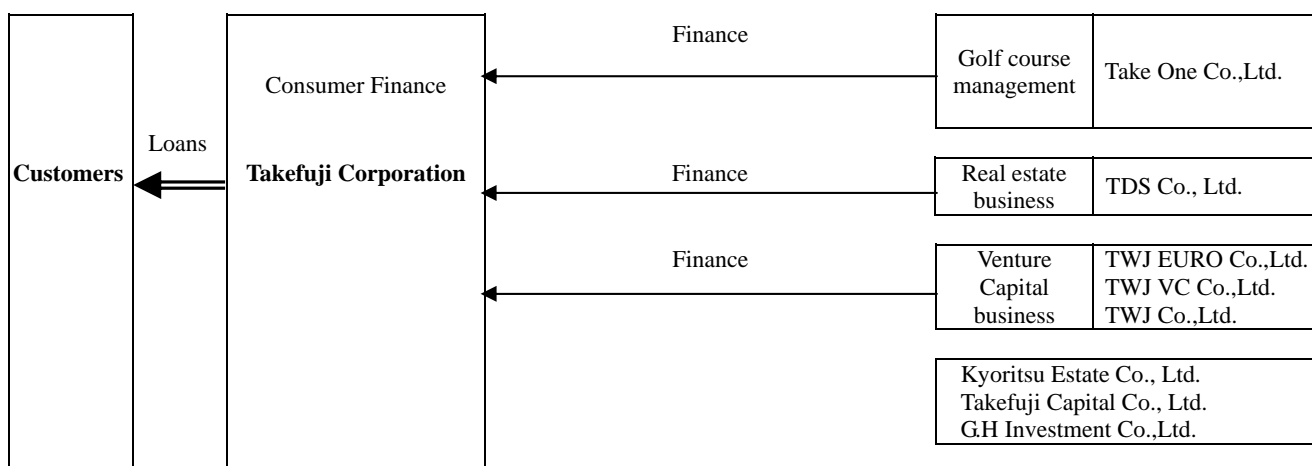 Finance
Golf course
management
Take One Co.,Ltd.
Consumer Finance
Loans
Customers
Takefuji Corporation
Finance
Real estate
business
TDS Co., Ltd.
Finance
Venture
Capital
business
TWJ EURO Co.,Ltd.
TWJ VC Co.,Ltd.
TWJ Co.,Ltd.
Kyoritsu Estate Co., Ltd.
Takefuji Capital Co., Ltd.
G.H Investment Co.,Ltd.